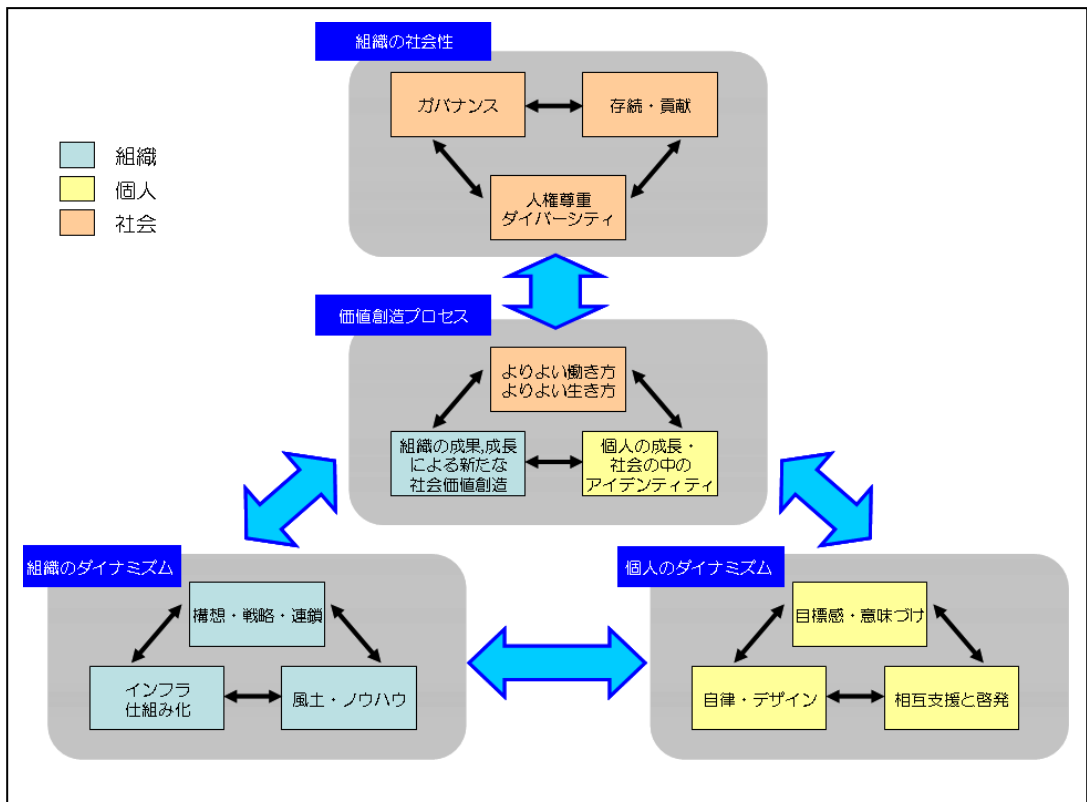 組織の社会性
ガバナンス
存続・貢献
人権尊重
ダイバーシティ
組織
個人
社会
価値創造プロセス
よりよい働き方
よりよい生き方
組織の成果,成長
による新たな
社会価値創造
個人の成長・
社会の中の
アイデンティティ
組織のダイナミズム
構想・戦略・連鎖
インフラ
仕組み化
風土・ノウハウ
個人のダイナミズム
目標感・意味づけ
自律・デザイン
相互支援と啓発